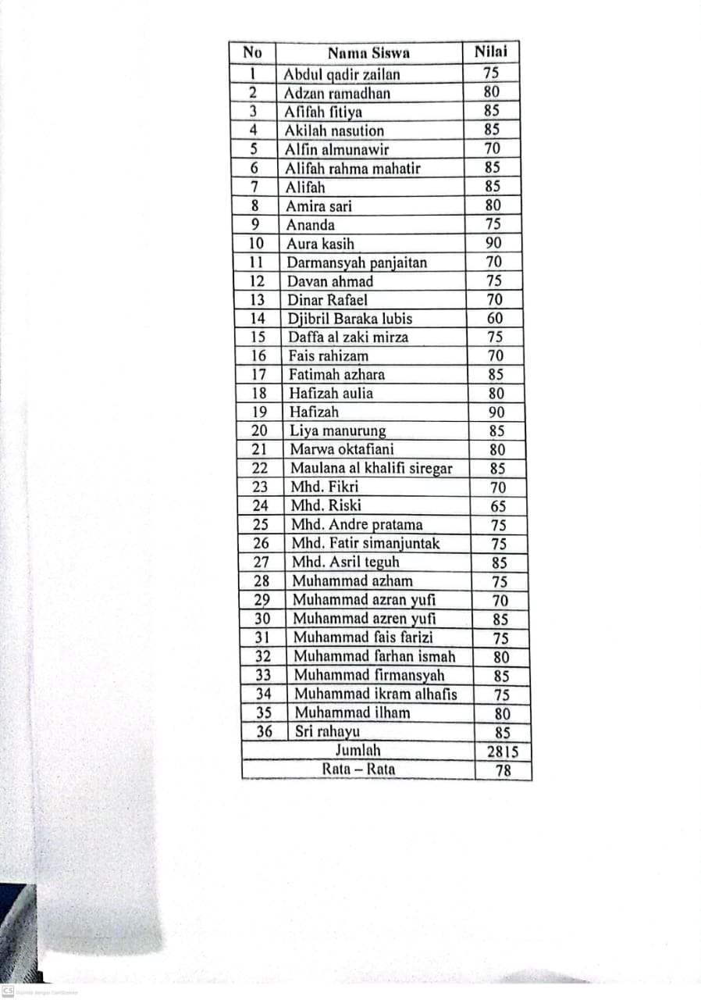 No Nama Siswa Nilai
1 Abdul qadir zailan 75
2 Adzan ramadhan 80
3 Afifah fitiya 85
4 Akilah nasution 85
5 Alfin almunawir 70
6 Alifah rahma mahatir 85
7 Alifah 85
8 Amira sari 80
9 Ananda 75
10 Aura kasih 90
11 Darmansyah panjaitan 70
12 Davan ahmad 75
13 Dinar Rafael 70
14 Djibril Baraka lubis 60
15 Daffa al zaki mirza 75
16 Fais rahizam 70
17 Fatimah azhara 85
18 Hafizah aulia 80
19 Hafizah 90
20 Liya manurung 85
21 Marwa oktafiani 80
22 Maulana al khalifi siregar 85
23 Mhd. Fikri 70
24 Mhd. Riski 65
25 Mhd. Andre pratama 75
26 Mhd. Fatir simanjuntak 75
27 Mhd. Asril teguh 85
28 Muhammad azham 75
29 Muhammad azran yufi 70
30 Muhammad azren yufi 85
31 Muhammad fais farizi 75
32 Muhammad farhan ismah 80
33 Muhammad firmansyah 85
34 Muhammad ikram alhafis 75
35 Muhammad ilham 80
36 Sri rahayu 85
Jumlah 2815
Rata – Rata 78
CS Dipindai dengan CamScanner